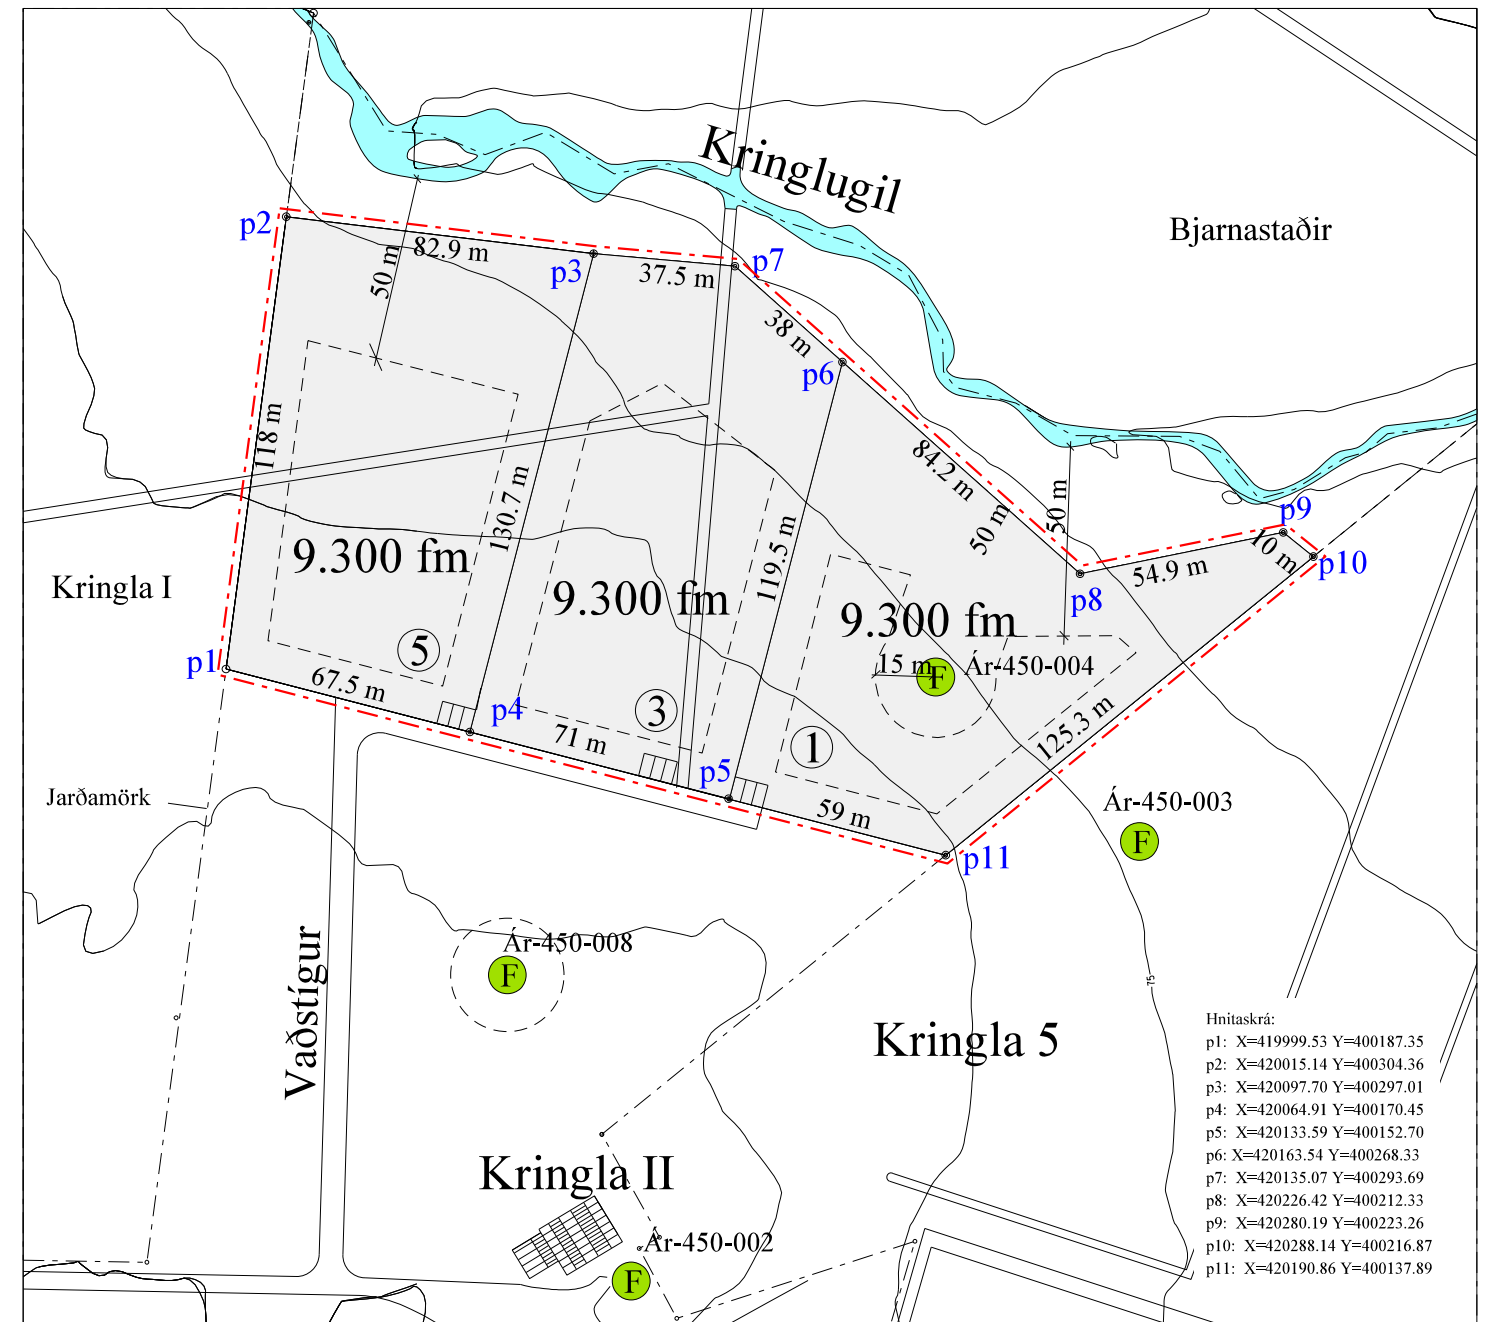 Kringlugil
Bjarnastaðir
p2
82.9 m
p3
37.5 m
p7
50 m
38 m
p6
118 m
84.2 m
130.7 m
50 m
50 m
p9
10 m
p10
119.5 m
54.9 m
p8
9.300 fm
9.300 fm
9.300 fm
Kringla I
5
p1
67.5 m
p4
3
71 m
1
15 m
F
Ár-450-004
125.3 m
p5
59 m
Jarðamörk
Ár-450-003
F
p11
Vaðstígur
Ár-450-008
F
Kringla 5
75
Kringla II
Ár-450-002
F
Hnitaskrá:
p1: X=419999.53 Y=400187.35
p2: X=420015.14 Y=400304.36
p3: X=420097.70 Y=400297.01
p4: X=420064.91 Y=400170.45
p5: X=420133.59 Y=400152.70
p6: X=420163.54 Y=400268.33
p7: X=420135.07 Y=400293.69
p8: X=420226.42 Y=400212.33
p9: X=420280.19 Y=400223.26
p10: X=420288.14 Y=400216.87
p11: X=420190.86 Y=400137.89